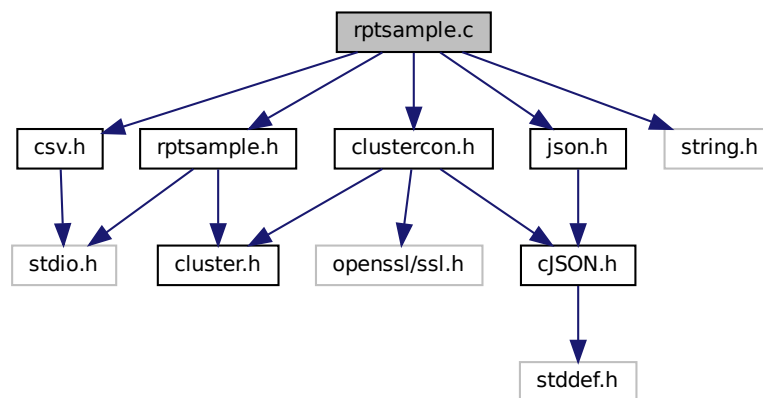 rptsample.c
csv.h
rptsample.h
clustercon.h
json.h
string.h
stdio.h
cluster.h
openssl/ssl.h
cJSON.h
stddef.h